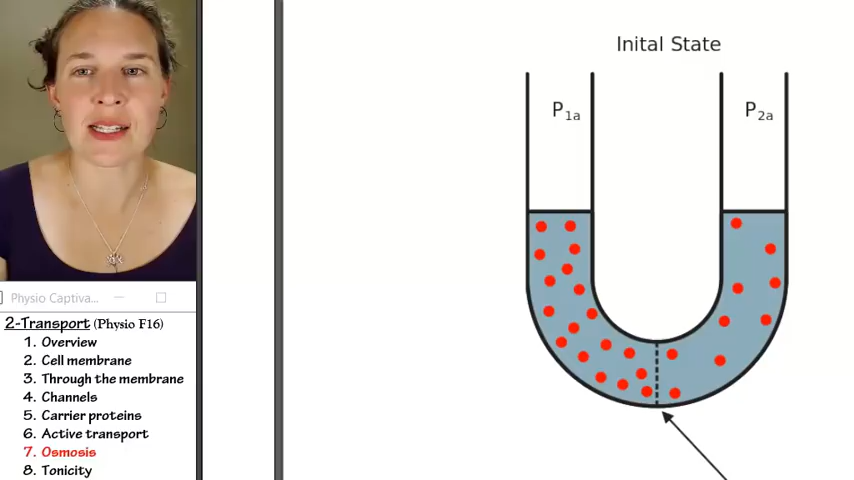 Inital State
P1a
P2a
Physio Captiva...
2-Transport (Physio F16)
1. Overview
2. Cell membrane
3. Through the membrane
4. Channels
5. Carrier proteins
6. Active transport
7. Osmosis
8. Tonicity